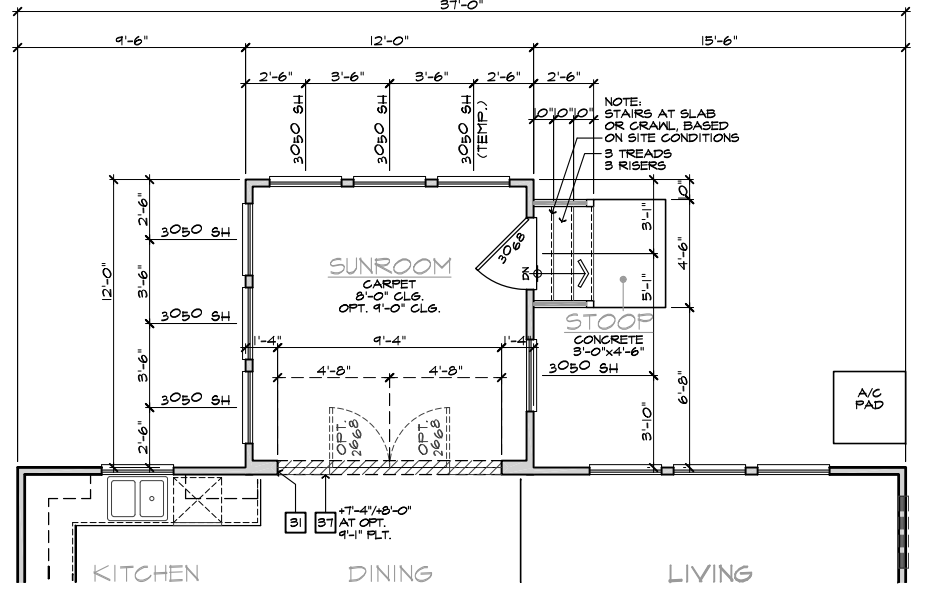 37'-0"
9'-6"
12'-0"
15'-6"
2'-6"
3'-6"
3'-6"
2'-6"
2'-6"
3050 SH
3050 SH
3050 SH
(TEMP.)
10"
10"
10"
NOTE:
STAIRS AT SLAB
OR CRAWL, BASED
ON SITE CONDITIONS
3 TREADS
3 RISERS
12'-0"
2'-6"
3'-6"
3'-6"
2'-6"
3050 SH
3050 SH
3050 SH
SUNROOM
CARPET
8'-0" CLG.
OPT. 9'-0" CLG.
3068
DN
3'-1"
5'-1"
3'-10"
10"
4'-6"
6'-8"
STOOP
CONCRETE
3'-0"x4'-6"
3050 SH
1'-4"
9'-4"
1'-4"
4'-8"
4'-8"
OPT.
2668
OPT.
2668
A/C
PAD
31
37
+7'-4"/+8'-0"
AT OPT.
9'-1" PLT.
KITCHEN
DINING
LIVING